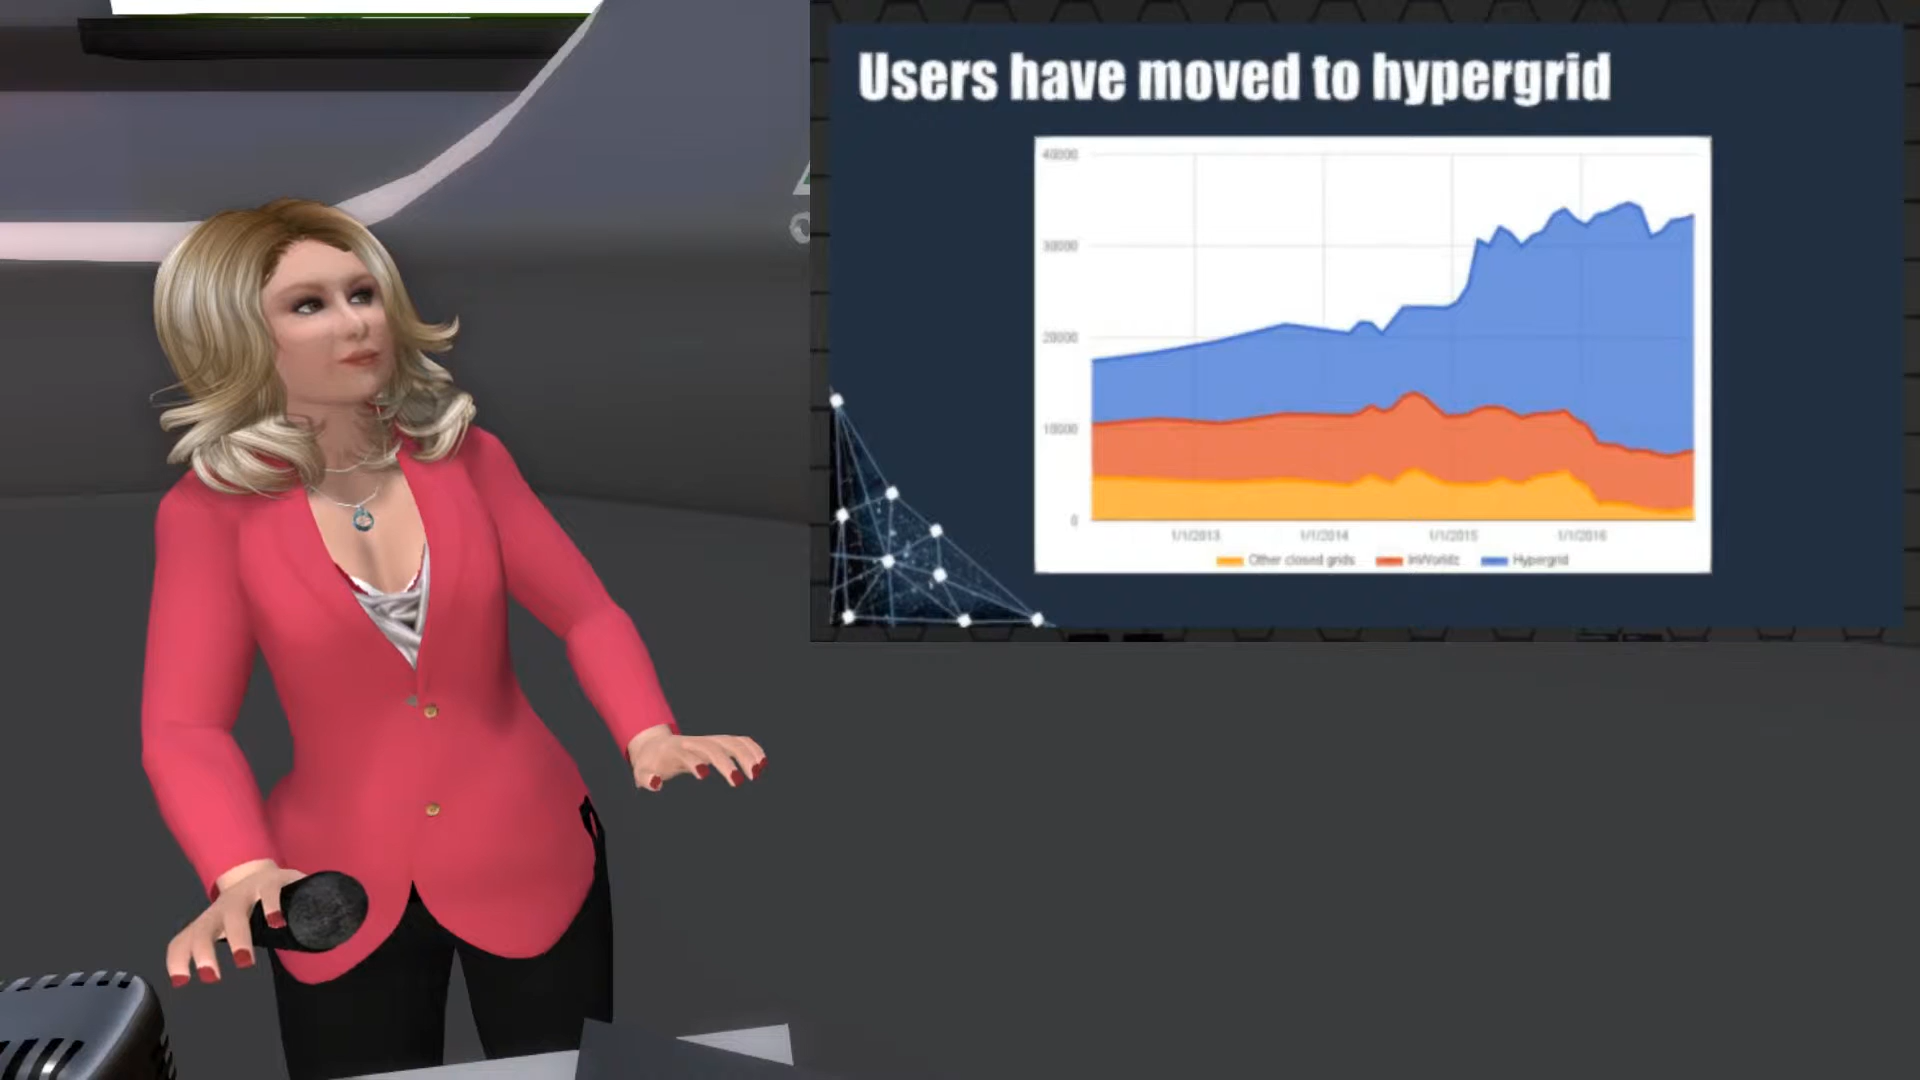 Users have moved to hypergrid
40000
30000
20000
10000
0
1/1/2013 1/1/2014 1/1/2015 1/1/2016
Other closed grids InWorldz Hypergrid